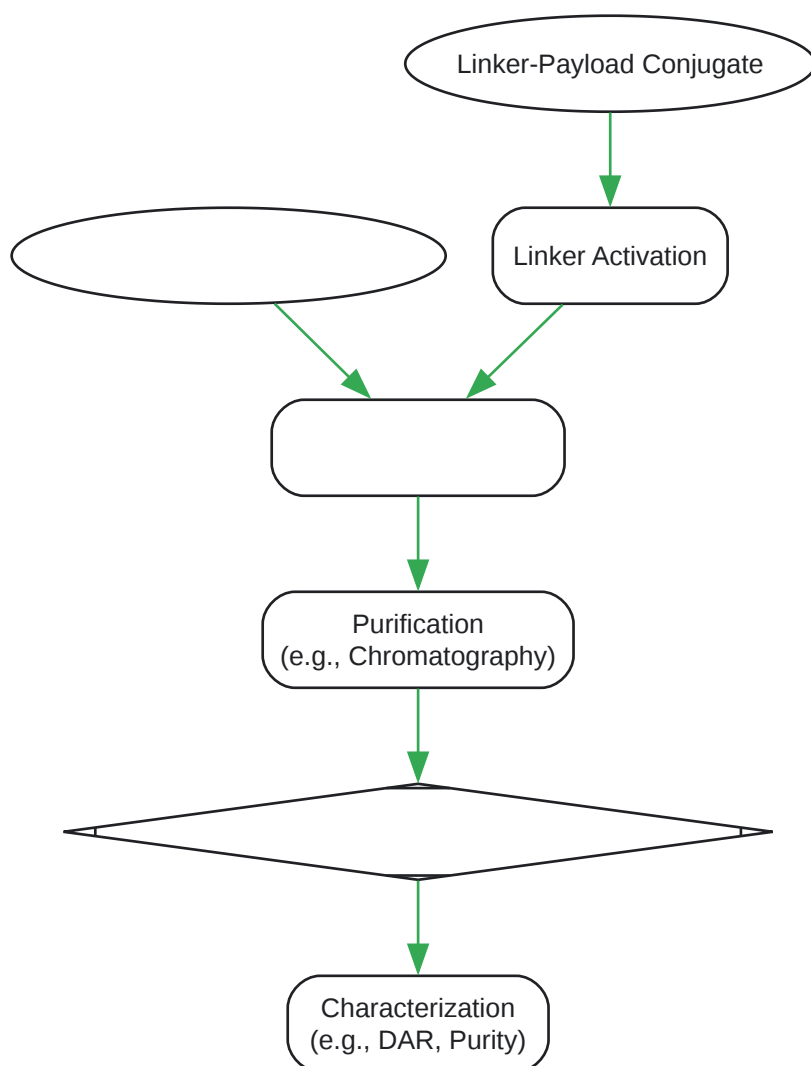 Linker-Payload Conjugate
Linker Activation
Purification
(e.g., Chromatography)
Characterization
(e.g., DAR, Purity)